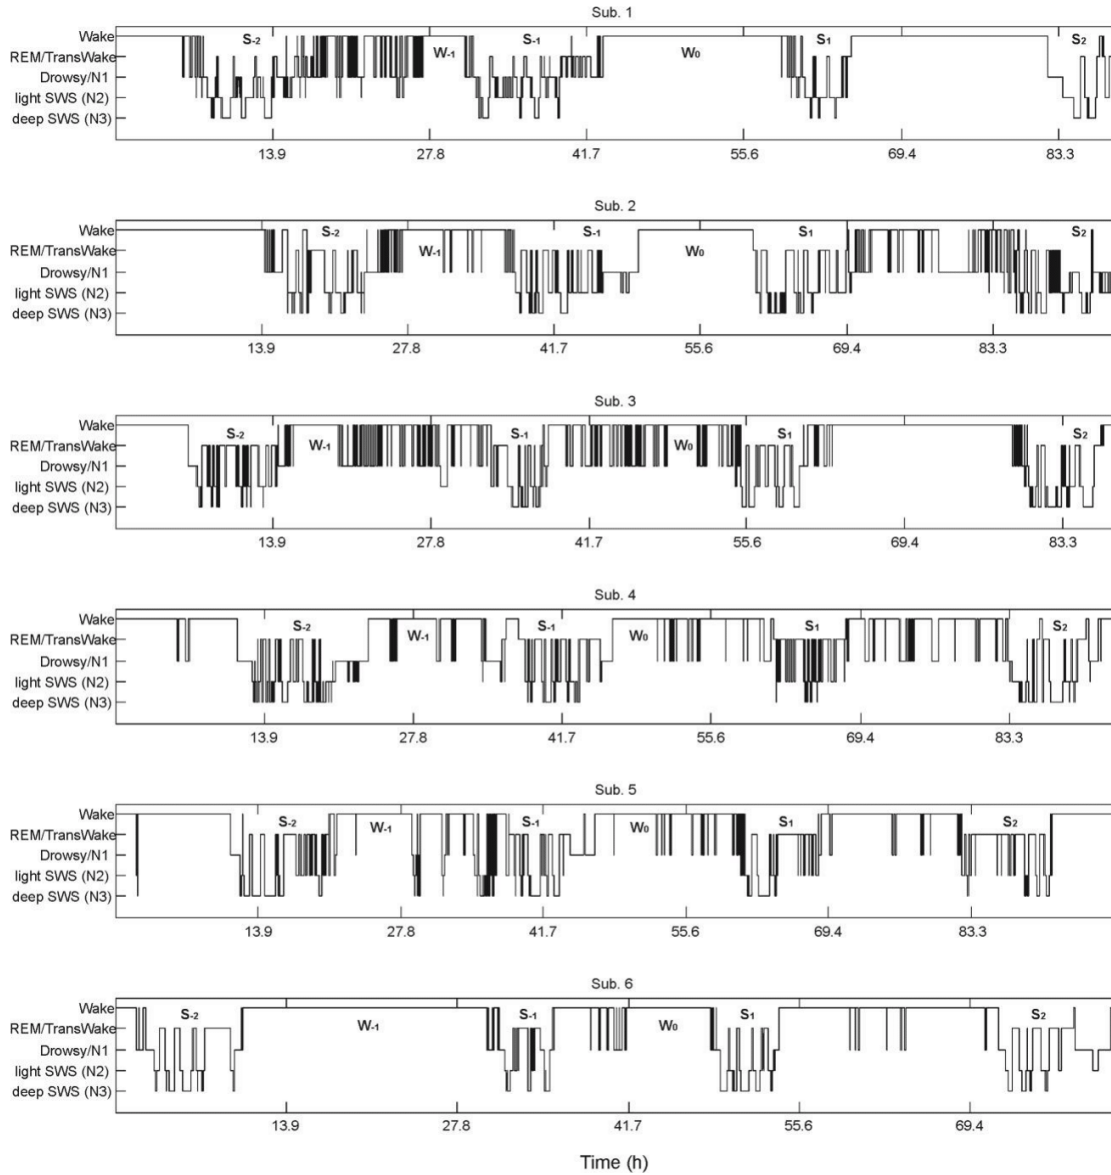 Sub. 1
Wake
REM/TransWake
Drowsy/N1
light SWS (N2)
deep SWS (N3)
S-2 W-1 S-1 W0 S1 S2
13.9 27.8 41.7 55.6 69.4 83.3
Sub. 2
Wake
REM/TransWake
Drowsy/N1
light SWS (N2)
deep SWS (N3)
S-2 W-1 S-1 W0 S1 S2
13.9 27.8 41.7 55.6 69.4 83.3
Sub. 3
Wake
REM/TransWake
Drowsy/N1
light SWS (N2)
deep SWS (N3)
S-2 W-1 S-1 W0 S1 S2
13.9 27.8 41.7 55.6 69.4 83.3
Sub. 4
Wake
REM/TransWake
Drowsy/N1
light SWS (N2)
deep SWS (N3)
S-2 W-1 S-1 W0 S1 S2
13.9 27.8 41.7 55.6 69.4 83.3
Sub. 5
Wake
REM/TransWake
Drowsy/N1
light SWS (N2)
deep SWS (N3)
S-2 W-1 S-1 W0 S1 S2
13.9 27.8 41.7 55.6 69.4 83.3
Sub. 6
Wake
REM/TransWake
Drowsy/N1
light SWS (N2)
deep SWS (N3)
S-2 W-1 S-1 W0 S1 S2
13.9 27.8 41.7 55.6 69.4
Time (h)